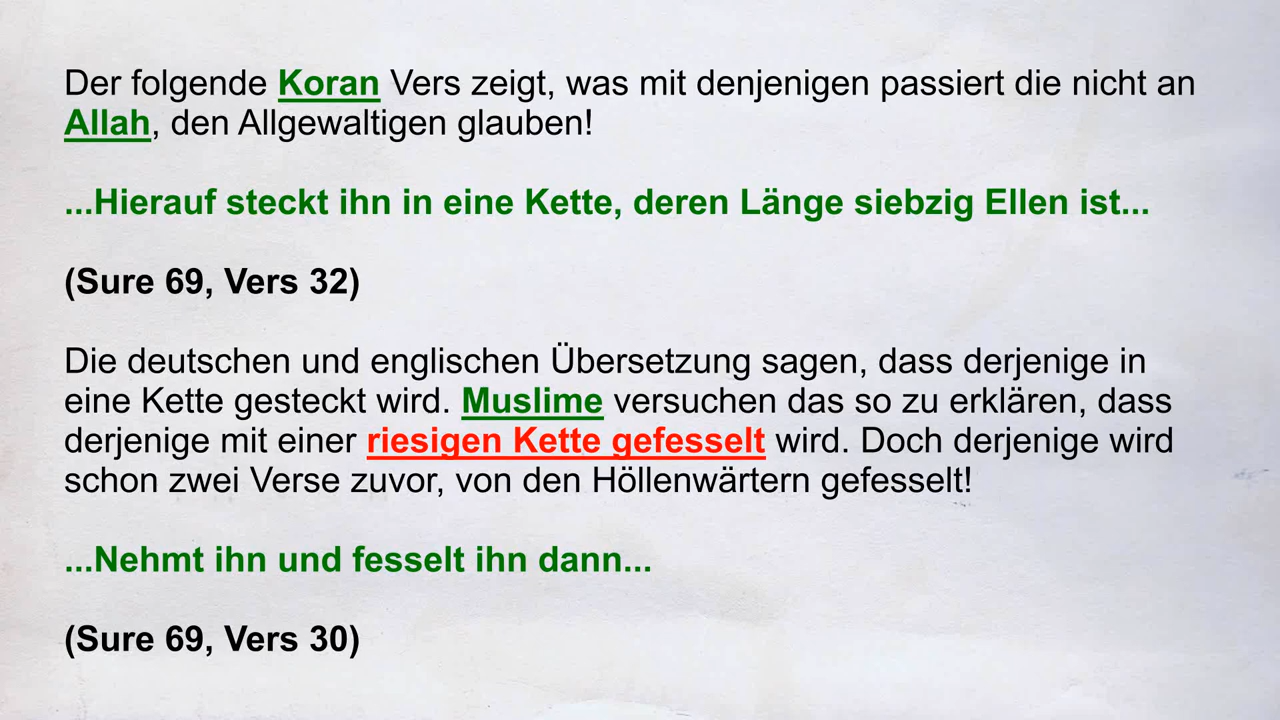 Der folgende Koran Vers zeigt, was mit denjenigen passiert die nicht an
Allah, den Allgewaltigen glauben!
...Hierauf steckt ihn in eine Kette, deren Länge siebzig Ellen ist...
(Sure 69, Vers 32)
Die deutschen und englischen Übersetzung sagen, dass derjenige in
eine Kette gesteckt wird. Muslime versuchen das so zu erklären, dass
derjenige mit einer riesigen Kette gefesselt wird. Doch derjenige wird
schon zwei Verse zuvor, von den Höllenwärtern gefesselt!
...Nehmt ihn und fesselt ihn dann...
(Sure 69, Vers 30)